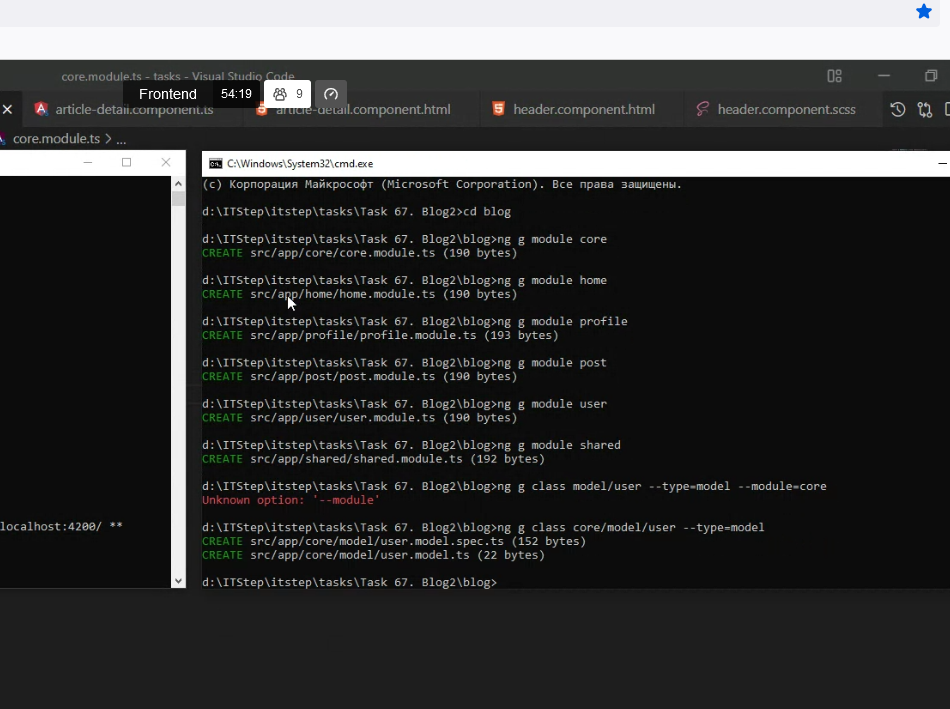 core.module.ts - tasks - Visual Studio Code
Frontend 54:19 9
article-detail.component.ts article-detail.component.html header.component.html header.component.scss
core.module.ts > ...
C:\Windows\System32\cmd.exe
(c) Корпорация Майкрософт (Microsoft Corporation). Все права защищены.
d:\ITStep\itstep\tasks\Task 67. Blog2>cd blog
d:\ITStep\itstep\tasks\Task 67. Blog2\blog>ng g module core
CREATE src/app/core/core.module.ts (190 bytes)
d:\ITStep\itstep\tasks\Task 67. Blog2\blog>ng g module home
CREATE src/app/home/home.module.ts (190 bytes)
d:\ITStep\itstep\tasks\Task 67. Blog2\blog>ng g module profile
CREATE src/app/profile/profile.module.ts (193 bytes)
d:\ITStep\itstep\tasks\Task 67. Blog2\blog>ng g module post
CREATE src/app/post/post.module.ts (190 bytes)
d:\ITStep\itstep\tasks\Task 67. Blog2\blog>ng g module user
CREATE src/app/user/user.module.ts (190 bytes)
d:\ITStep\itstep\tasks\Task 67. Blog2\blog>ng g module shared
CREATE src/app/shared/shared.module.ts (192 bytes)
d:\ITStep\itstep\tasks\Task 67. Blog2\blog>ng g class model/user --type=model --module=core
Unknown option: '--module'
localhost:4200/ **
d:\ITStep\itstep\tasks\Task 67. Blog2\blog>ng g class core/model/user --type=model
CREATE src/app/core/model/user.model.spec.ts (152 bytes)
CREATE src/app/core/model/user.model.ts (22 bytes)
d:\ITStep\itstep\tasks\Task 67. Blog2\blog>